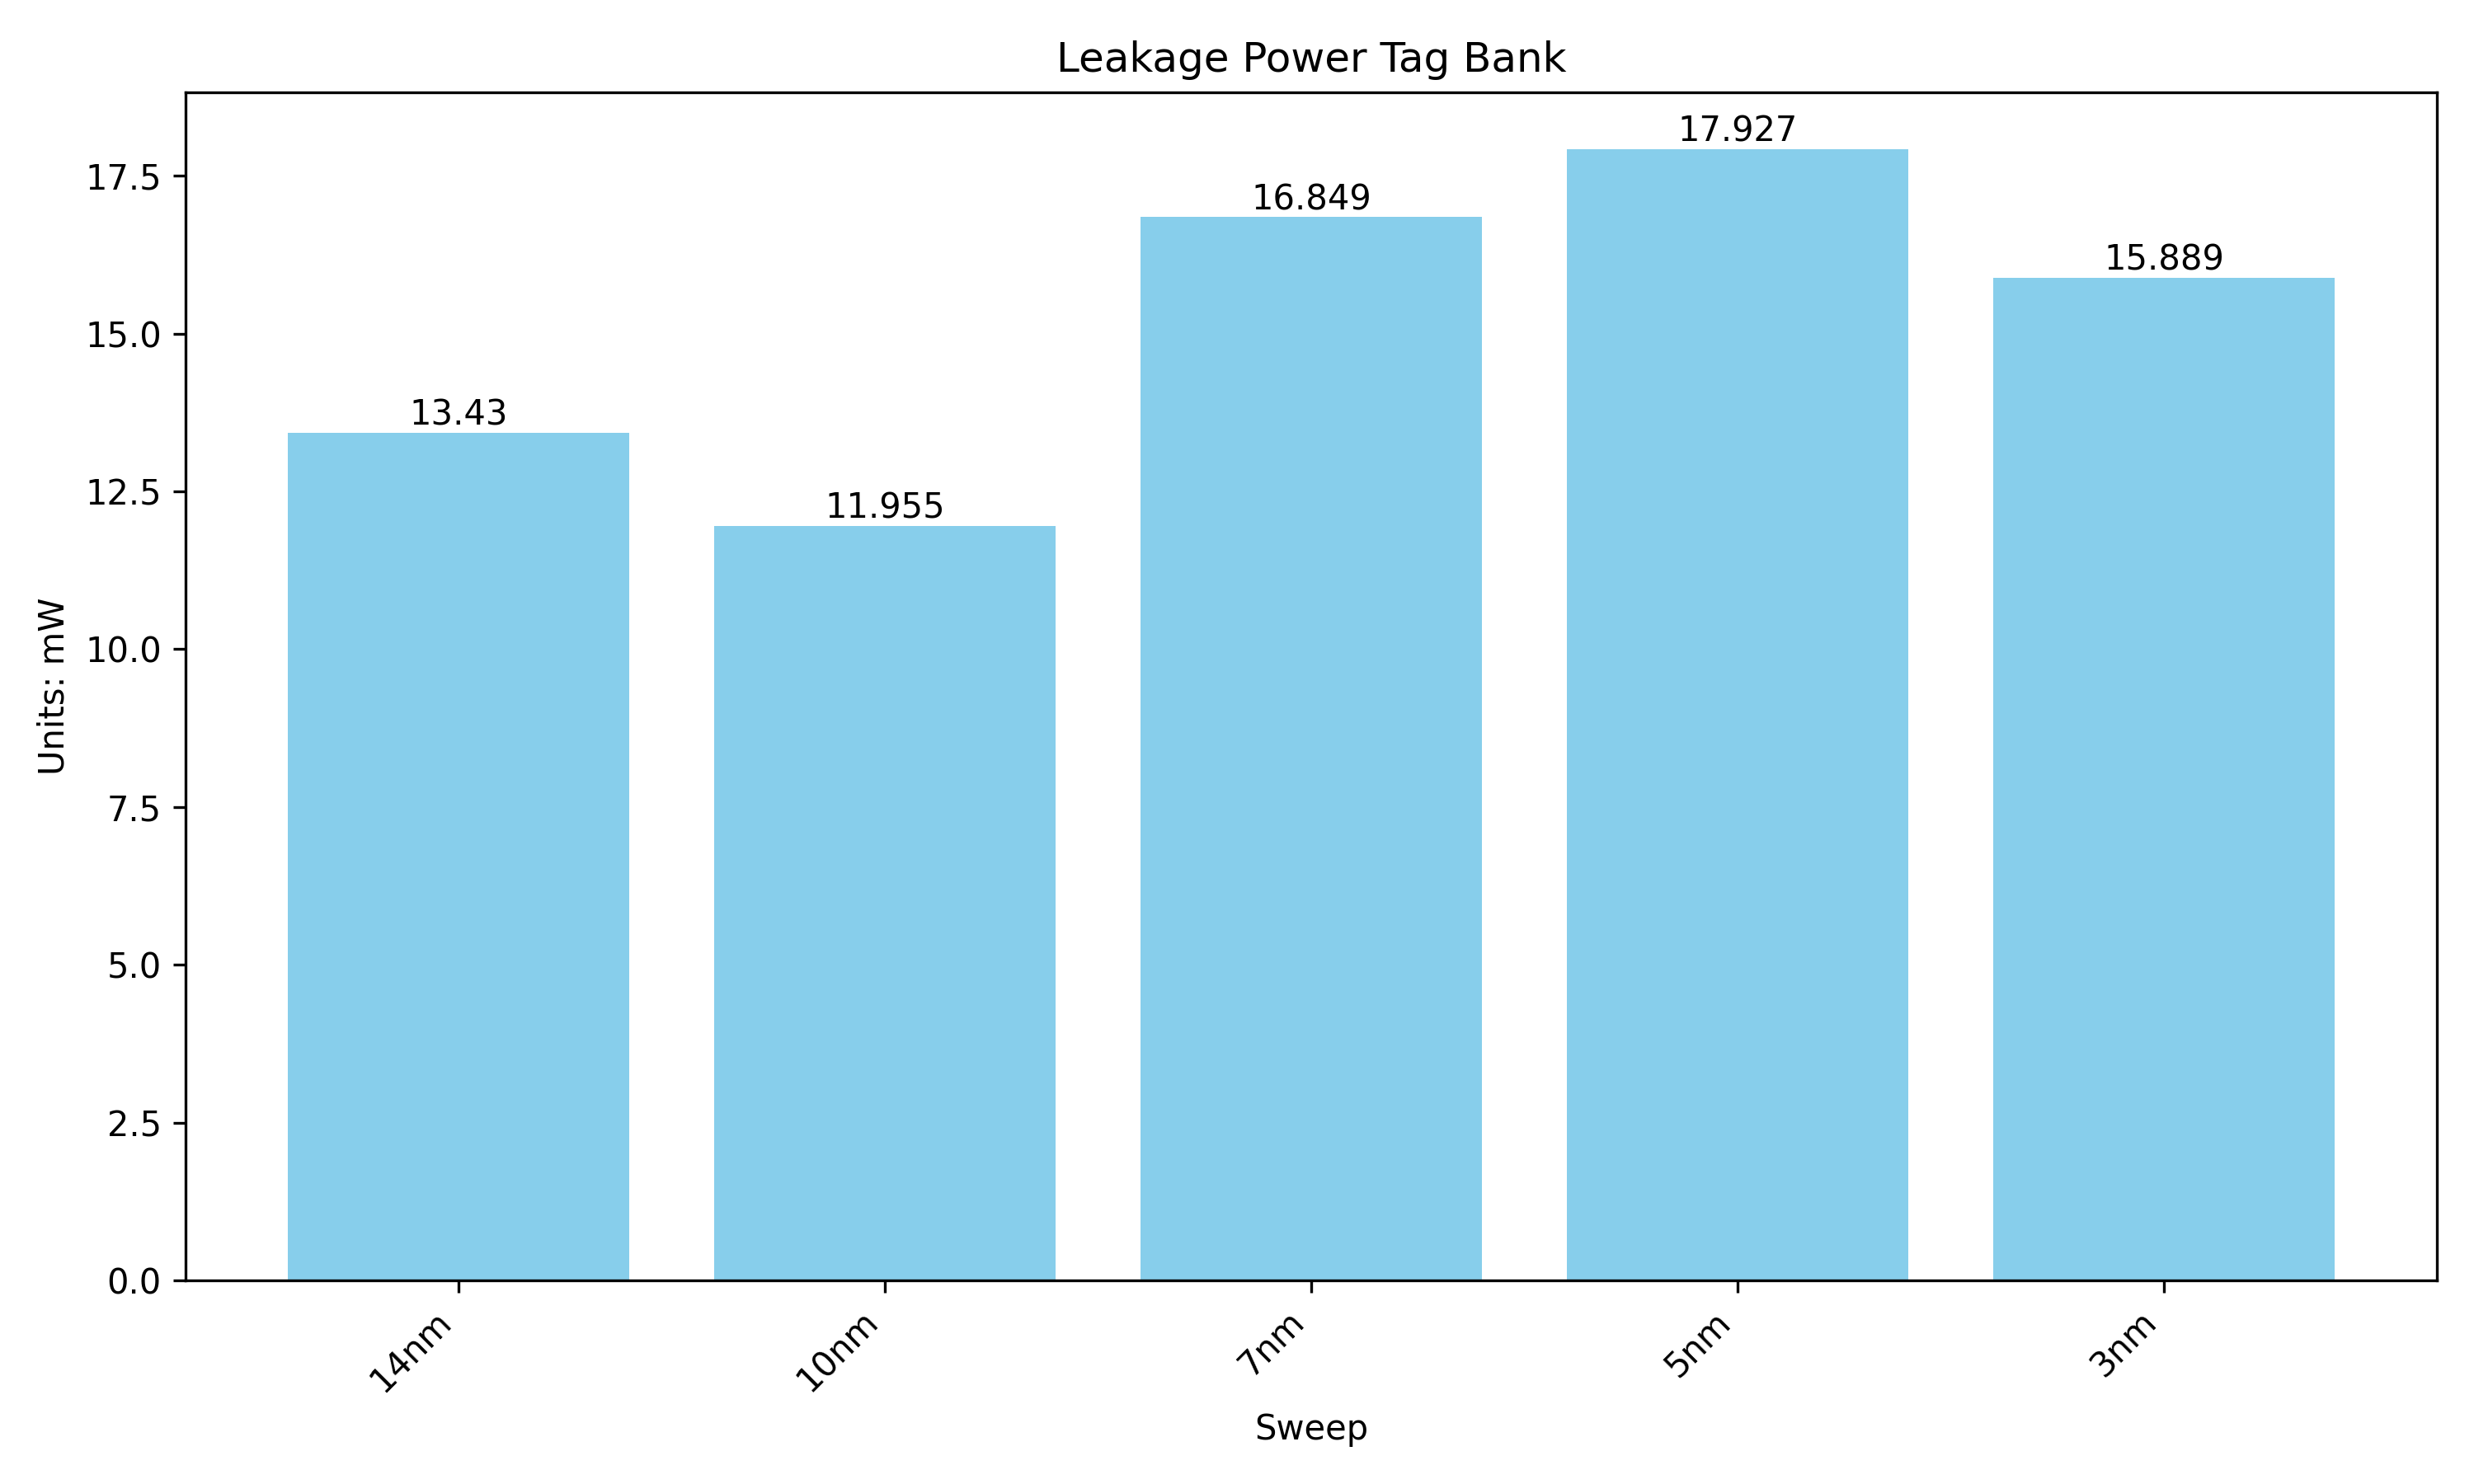 Leakage Power Tag Bank
Units: mW
17.5
15.0
12.5
10.0
7.5
5.0
2.5
0.0
13.43
11.955
16.849
17.927
15.889
14nm
10nm
7nm
5nm
3nm
Sweep